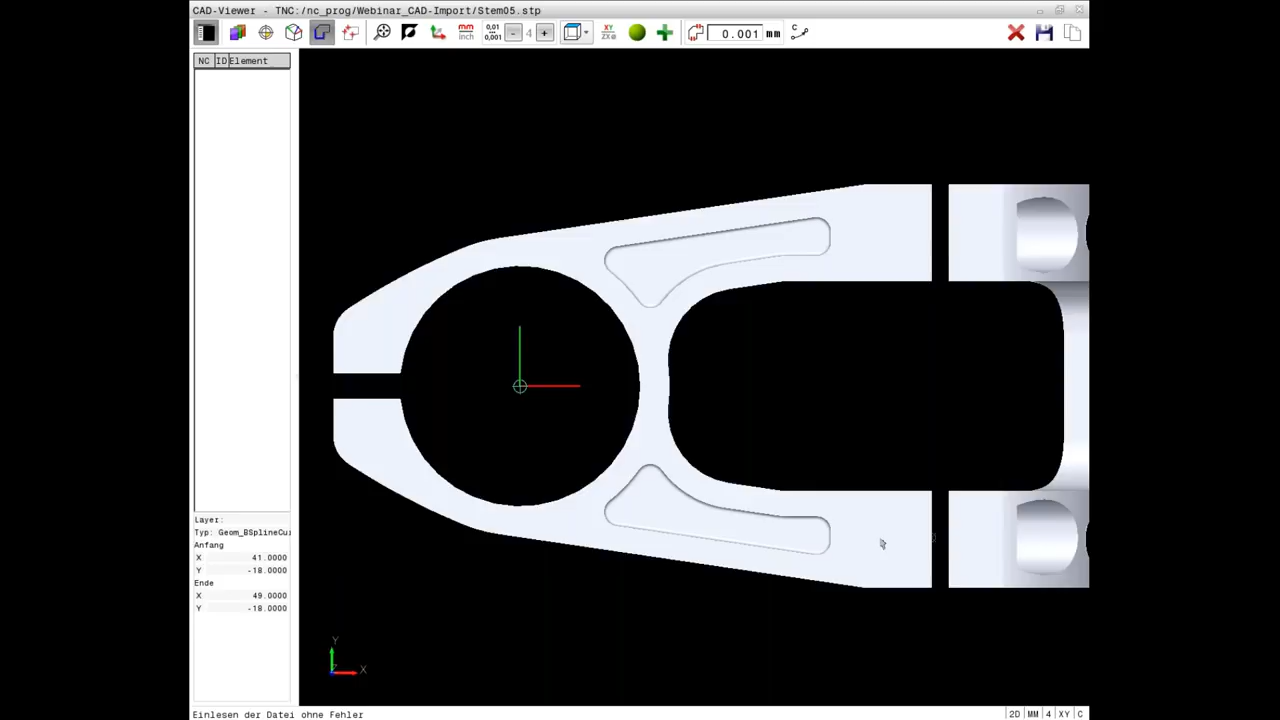 CAD-Viewer - TNC:/nc_prog/Webinar_CAD-Import/Stem05.stp
mm
inch
0,01
0,001
- 4 +
XY
ZXØ
0.001 mm
NC ID Element
Layer:
Typ: Geom_BSplineCu
Anfang
X 41.0000
Y -18.0000
Ende
X 49.0000
Y -18.0000
Y
Z
X
Einlesen der Datei ohne Fehler
2D MM 4 XY C